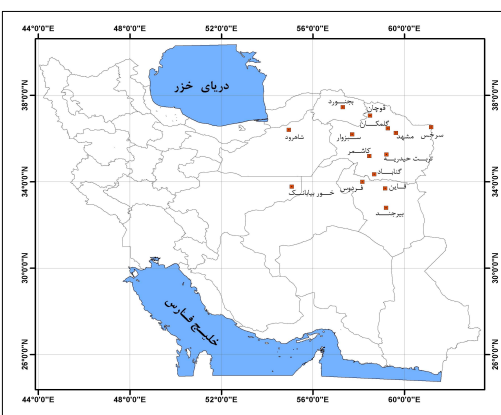 44°0'0"E 48°0'0"E 52°0'0"E 56°0'0"E 60°0'0"E
38°0'0"N 38°0'0"N
دریای خزر
بجنورد
قوچان
گلمکان
سرخس
مشهد
سبزوار
شاهرود
کاشمر
تربت حیدریه
34°0'0"N 34°0'0"N
گناباد
فردوس
قاین
خور بیابانک
بیرجند
30°0'0"N 30°0'0"N
خلیج فارس
26°0'0"N 26°0'0"N
44°0'0"E 48°0'0"E 52°0'0"E 56°0'0"E 60°0'0"E